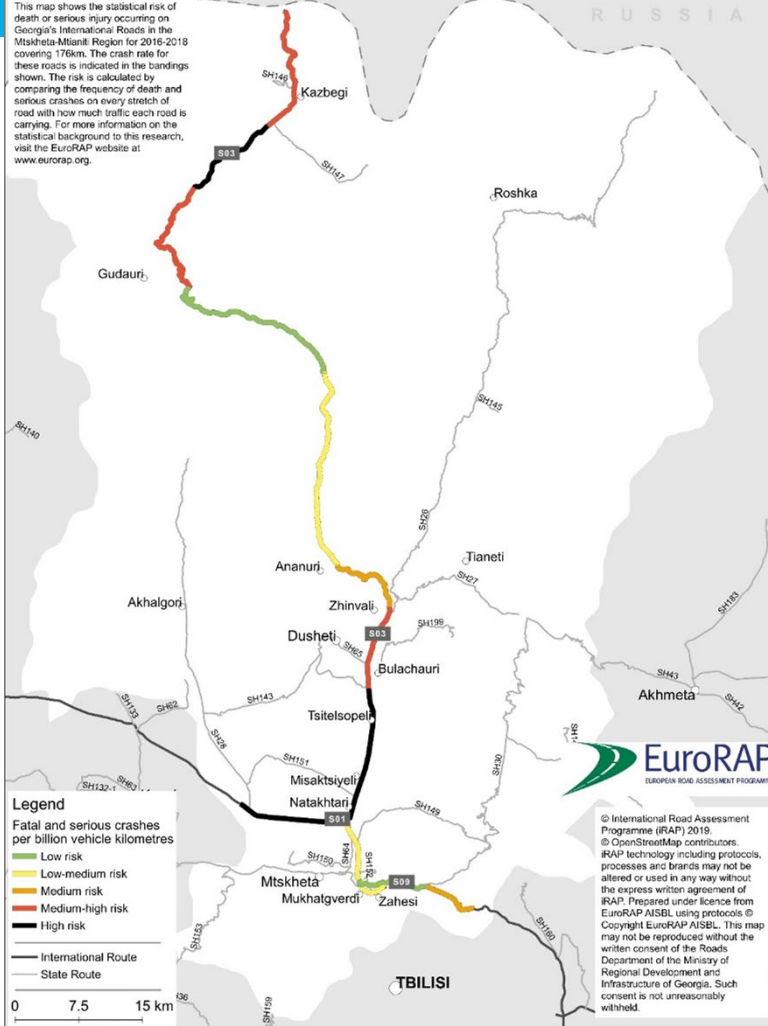 This map shows the statistical risk of
death or serious injury occurring on
Georgia's International Roads in the
Mtskheta-Mtianiti Region for 2016-2018
covering 176km. The crash rate for
these roads is indicated in the bandings
shown. The risk is calculated by
comparing the frequency of death and
serious crashes on every stretch of
road with how much traffic each road is
carrying. For more information on the
statistical background to this research,
visit the EuroRAP website at
www.eurorap.org.
RUSSIA
SH146
Kazbegi
S03
SH147
Roshka
Gudauri
SH145
SH140
SH26
Ananuri
Tianeti
SH27
Akhalgori
Zhinvali
SH183
S03
SH199
Dusheti
SH65
Bulachauri
SH43
Akhmeta
SH42
SH143
SH62
SH133
Tsitelsopeli
SH28
SH151
SH30
Misaktsiyeli
SH132-1
SH63
Natakhtari
S01
SH149
SH64
SH150
SH152
Mtskheta
S09
Mukhatgverdi
Zahesi
SH153
SH160
TBILISI
SH159
EuroRAP
EUROPEAN ROAD ASSESSMENT PROGRAMME
Legend
Fatal and serious crashes
per billion vehicle kilometres
Low risk
Low-medium risk
Medium risk
Medium-high risk
High risk
International Route
State Route
0 7.5 15 km
© International Road Assessment
Programme (iRAP) 2019.
© OpenStreetMap contributors.
iRAP technology including protocols,
processes and brands may not be
altered or used in any way without
the express written agreement of
iRAP. Prepared under licence from
EuroRAP AISBL using protocols ©
Copyright EuroRAP AISBL. This map
may not be reproduced without the
written consent of the Roads
Department of the Ministry of
Regional Development and
Infrastructure of Georgia. Such
consent is not unreasonably
withheld.